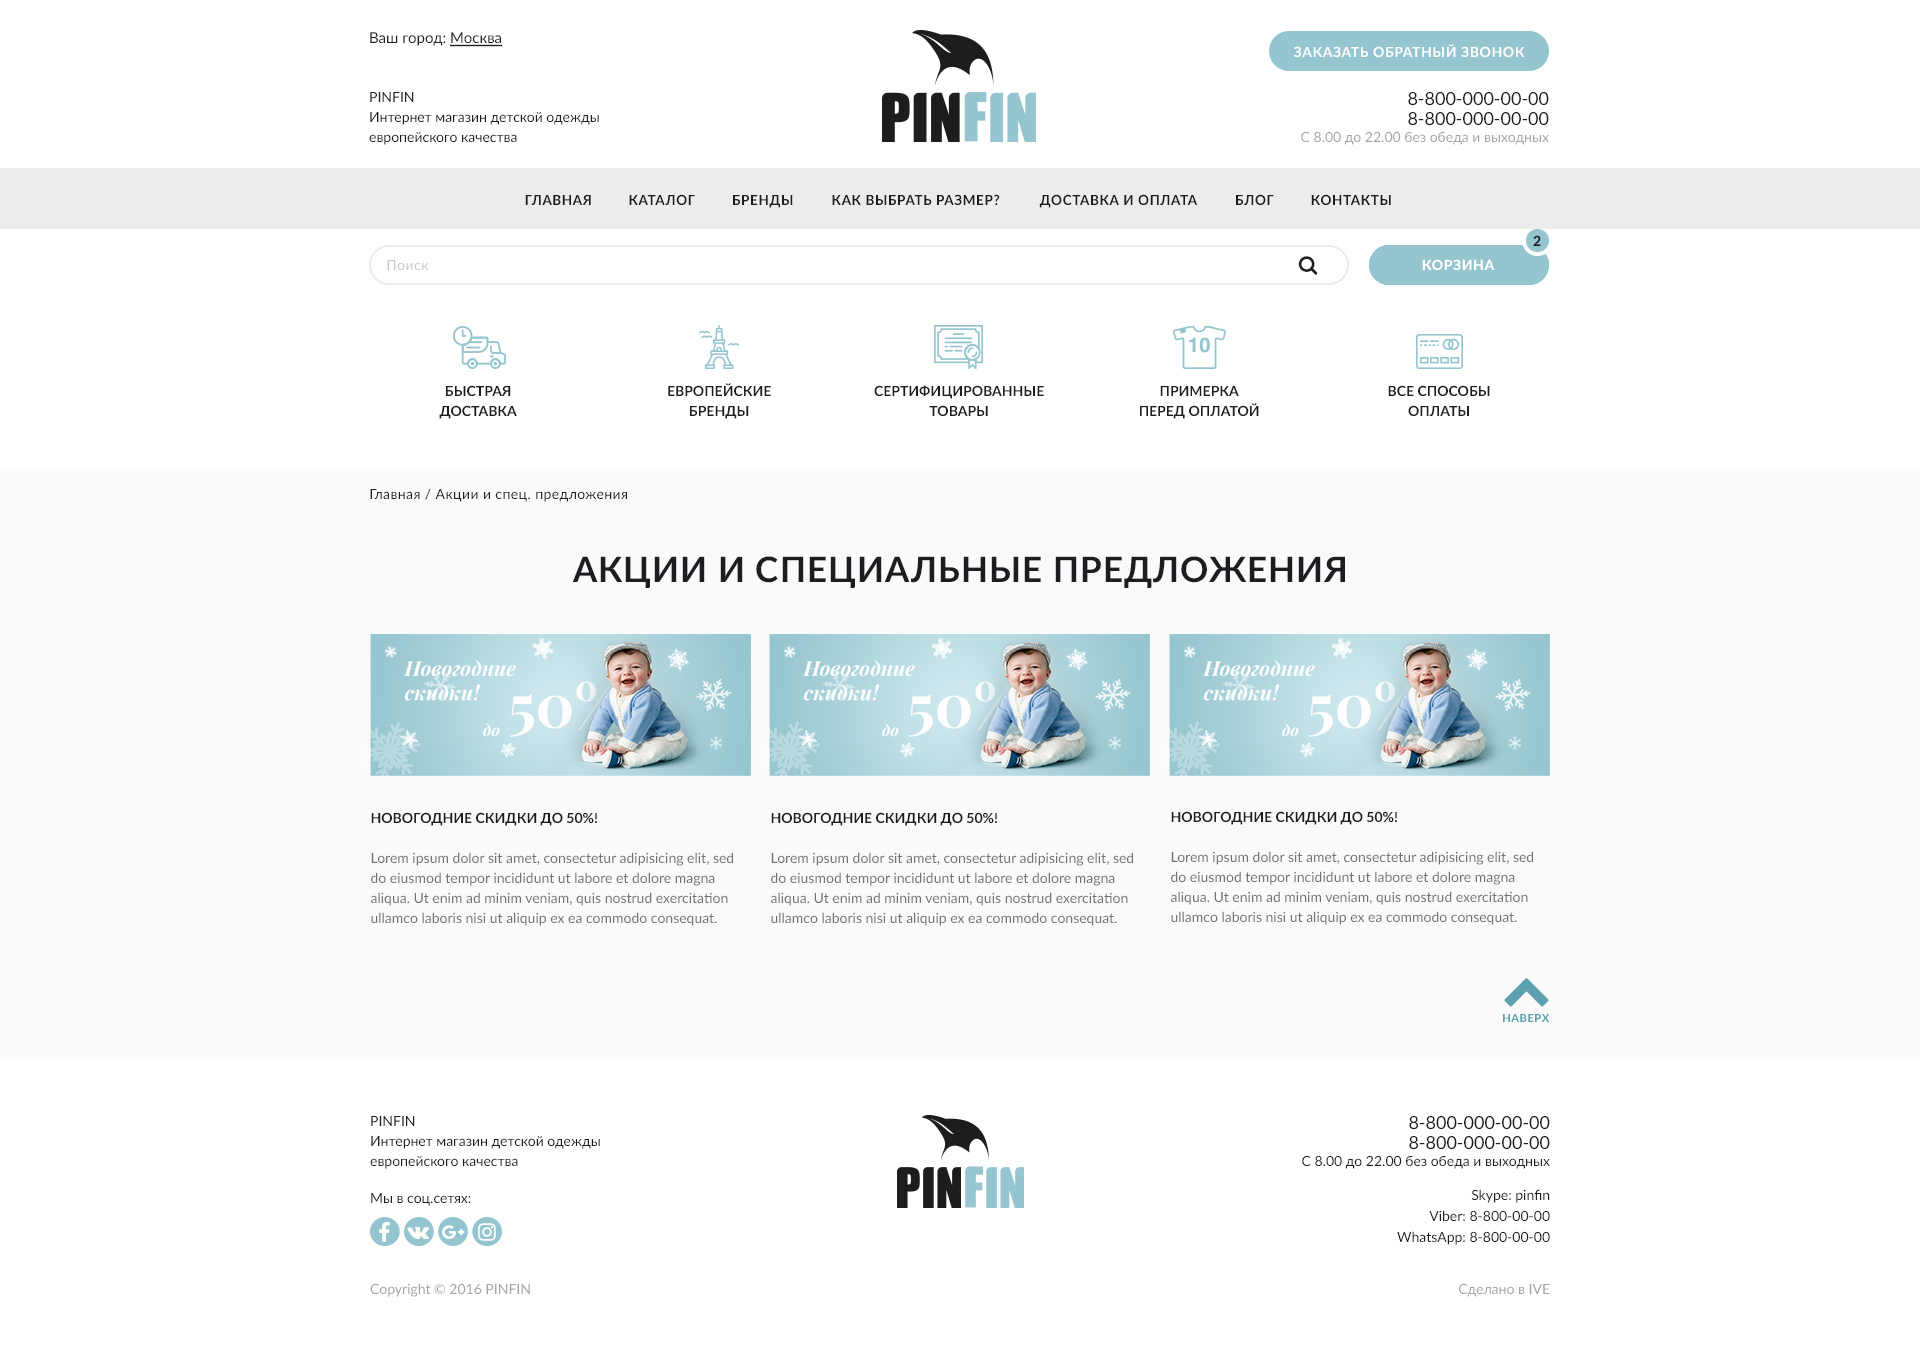 Ваш город: Москва
PINFIN
Интернет магазин детской одежды
европейского качества
PINFIN
ЗАКАЗАТЬ ОБРАТНЫЙ ЗВОНОК
8-800-000-00-00
8-800-000-00-00
С 8.00 до 22.00 без обеда и выходных
ГЛАВНАЯ КАТАЛОГ БРЕНДЫ КАК ВЫБРАТЬ РАЗМЕР? ДОСТАВКА И ОПЛАТА БЛОГ КОНТАКТЫ
Поиск
КОРЗИНА
2
БЫСТРАЯ
ДОСТАВКА
ЕВРОПЕЙСКИЕ
БРЕНДЫ
СЕРТИФИЦИРОВАННЫЕ
ТОВАРЫ
10
ПРИМЕРКА
ПЕРЕД ОПЛАТОЙ
ВСЕ СПОСОБЫ
ОПЛАТЫ
Главная / Акции и спец. предложения
АКЦИИ И СПЕЦИАЛЬНЫЕ ПРЕДЛОЖЕНИЯ
Новогодние
скидки!
до 50%
НОВОГОДНИЕ СКИДКИ ДО 50%!
Lorem ipsum dolor sit amet, consectetur adipisicing elit, sed
do eiusmod tempor incididunt ut labore et dolore magna
aliqua. Ut enim ad minim veniam, quis nostrud exercitation
ullamco laboris nisi ut aliquip ex ea commodo consequat.
Новогодние
скидки!
до 50%
НОВОГОДНИЕ СКИДКИ ДО 50%!
Lorem ipsum dolor sit amet, consectetur adipisicing elit, sed
do eiusmod tempor incididunt ut labore et dolore magna
aliqua. Ut enim ad minim veniam, quis nostrud exercitation
ullamco laboris nisi ut aliquip ex ea commodo consequat.
Новогодние
скидки!
до 50%
НОВОГОДНИЕ СКИДКИ ДО 50%!
Lorem ipsum dolor sit amet, consectetur adipisicing elit, sed
do eiusmod tempor incididunt ut labore et dolore magna
aliqua. Ut enim ad minim veniam, quis nostrud exercitation
ullamco laboris nisi ut aliquip ex ea commodo consequat.
НАВЕРХ
PINFIN
Интернет магазин детской одежды
европейского качества
Мы в соц.сетях:
PINFIN
8-800-000-00-00
8-800-000-00-00
С 8.00 до 22.00 без обеда и выходных
Skype: pinfin
Viber: 8-800-00-00
WhatsApp: 8-800-00-00
Copyright © 2016 PINFIN
Сделано в IVE